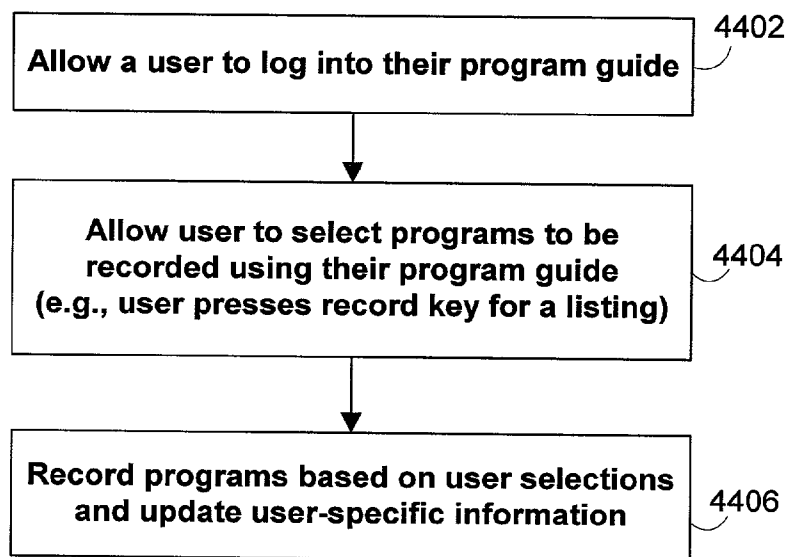 4402
Allow a user to log into their program guide
Allow user to select programs to be
recorded using their program guide
(e.g., user presses record key for a listing)
4404
Record programs based on user selections
and update user-specific information
4406